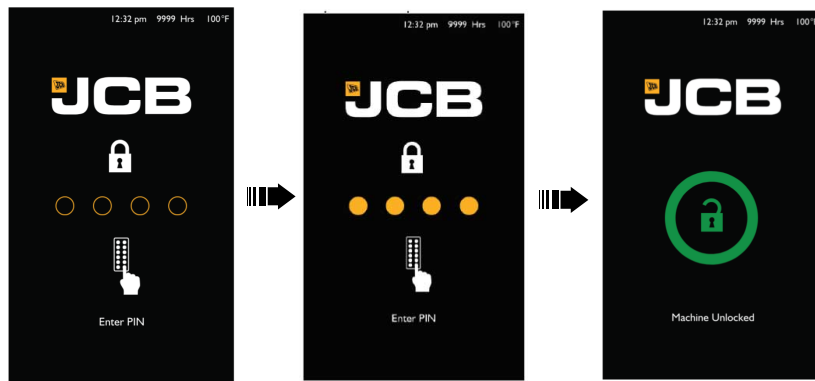 12:32 pm 9999 Hrs 100°F
JCB
Enter PIN
12:32 pm 9999 Hrs 100°F
JCB
Enter PIN
12:32 pm 9999 Hrs 100°F
JCB
Machine Unlocked